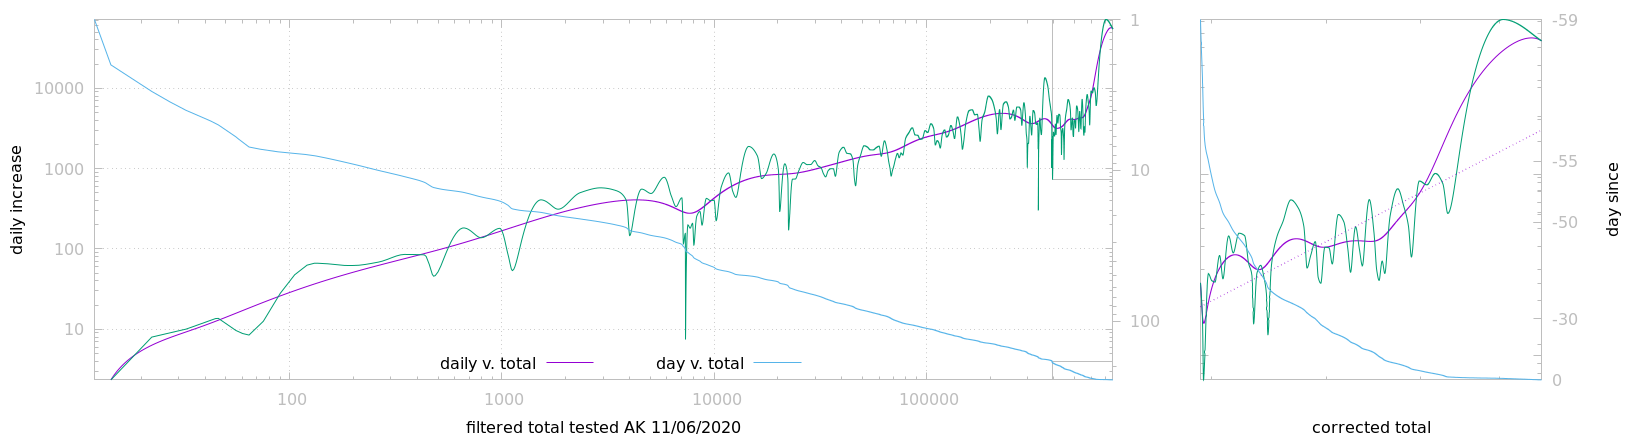 daily increase
10000
1000
100
10
100
1000
10000
100000
filtered total tested AK 11/06/2020
daily v. total
day v. total
1
10
100
-59
-55
-50
-30
0
day since
corrected total